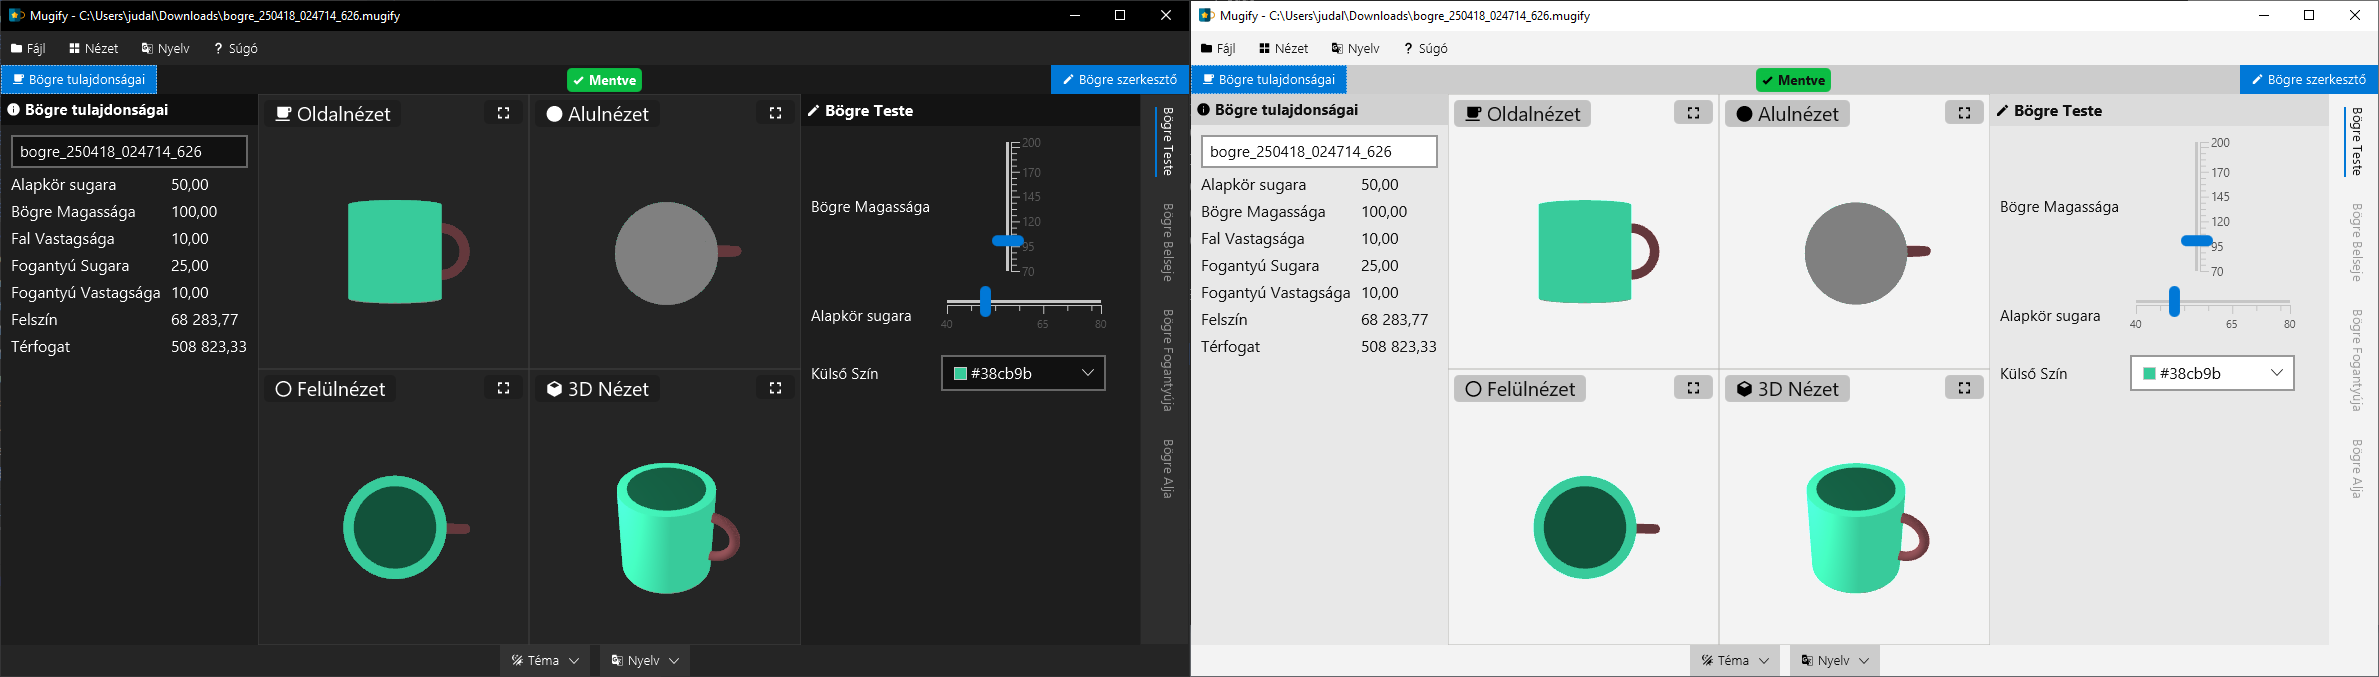 Mugify - C:\Users\judal\Downloads\bogre_250418_024714_626.mugify
Fájl Nézet Nyelv ? Súgó
Bögre tulajdonságai
Mentve
Bögre szerkesztő
Bögre tulajdonságai
bogre_250418_024714_626
Alapkör sugara 50,00
Bögre Magassága 100,00
Fal Vastagsága 10,00
Fogantyú Sugara 25,00
Fogantyú Vastagsága 10,00
Felszín 68 283,77
Térfogat 508 823,33
Oldalnézet
Alulnézet
Felülnézet
3D Nézet
Bögre Teste
Bögre Magassága
200
170
145
120
95
70
Alapkör sugara
40 65 80
Külső Szín #38cb9b
Bögre Teste
Bögre Belseje
Bögre Fogantyúja
Bögre Alja
Téma Nyelv
Mugify - C:\Users\judal\Downloads\bogre_250418_024714_626.mugify
Fájl Nézet Nyelv ? Súgó
Bögre tulajdonságai
Mentve
Bögre szerkesztő
Bögre tulajdonságai
bogre_250418_024714_626
Alapkör sugara 50,00
Bögre Magassága 100,00
Fal Vastagsága 10,00
Fogantyú Sugara 25,00
Fogantyú Vastagsága 10,00
Felszín 68 283,77
Térfogat 508 823,33
Oldalnézet
Alulnézet
Felülnézet
3D Nézet
Bögre Teste
Bögre Magassága
200
170
145
120
95
70
Alapkör sugara
40 65 80
Külső Szín #38cb9b
Bögre Teste
Bögre Belseje
Bögre Fogantyúja
Bögre Alja
Téma Nyelv